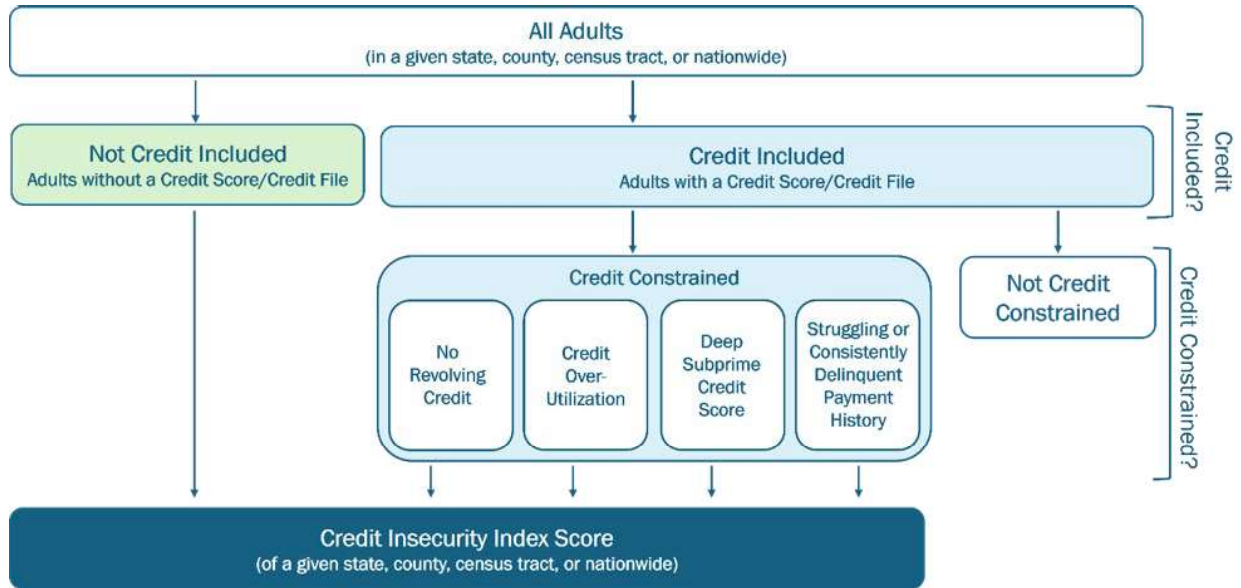 All Adults
(in a given state, county, census tract, or nationwide)
Not Credit Included
Adults without a Credit Score/Credit File
Credit Included
Adults with a Credit Score/Credit File
Credit
Included?
Credit Constrained
No
Revolving
Credit
Credit
Over-
Utilization
Deep
Subprime
Credit
Score
Struggling or
Consistently
Delinquent
Payment
History
Not Credit
Constrained
Credit Constrained?
Credit Insecurity Index Score
(of a given state, county, census tract, or nationwide)